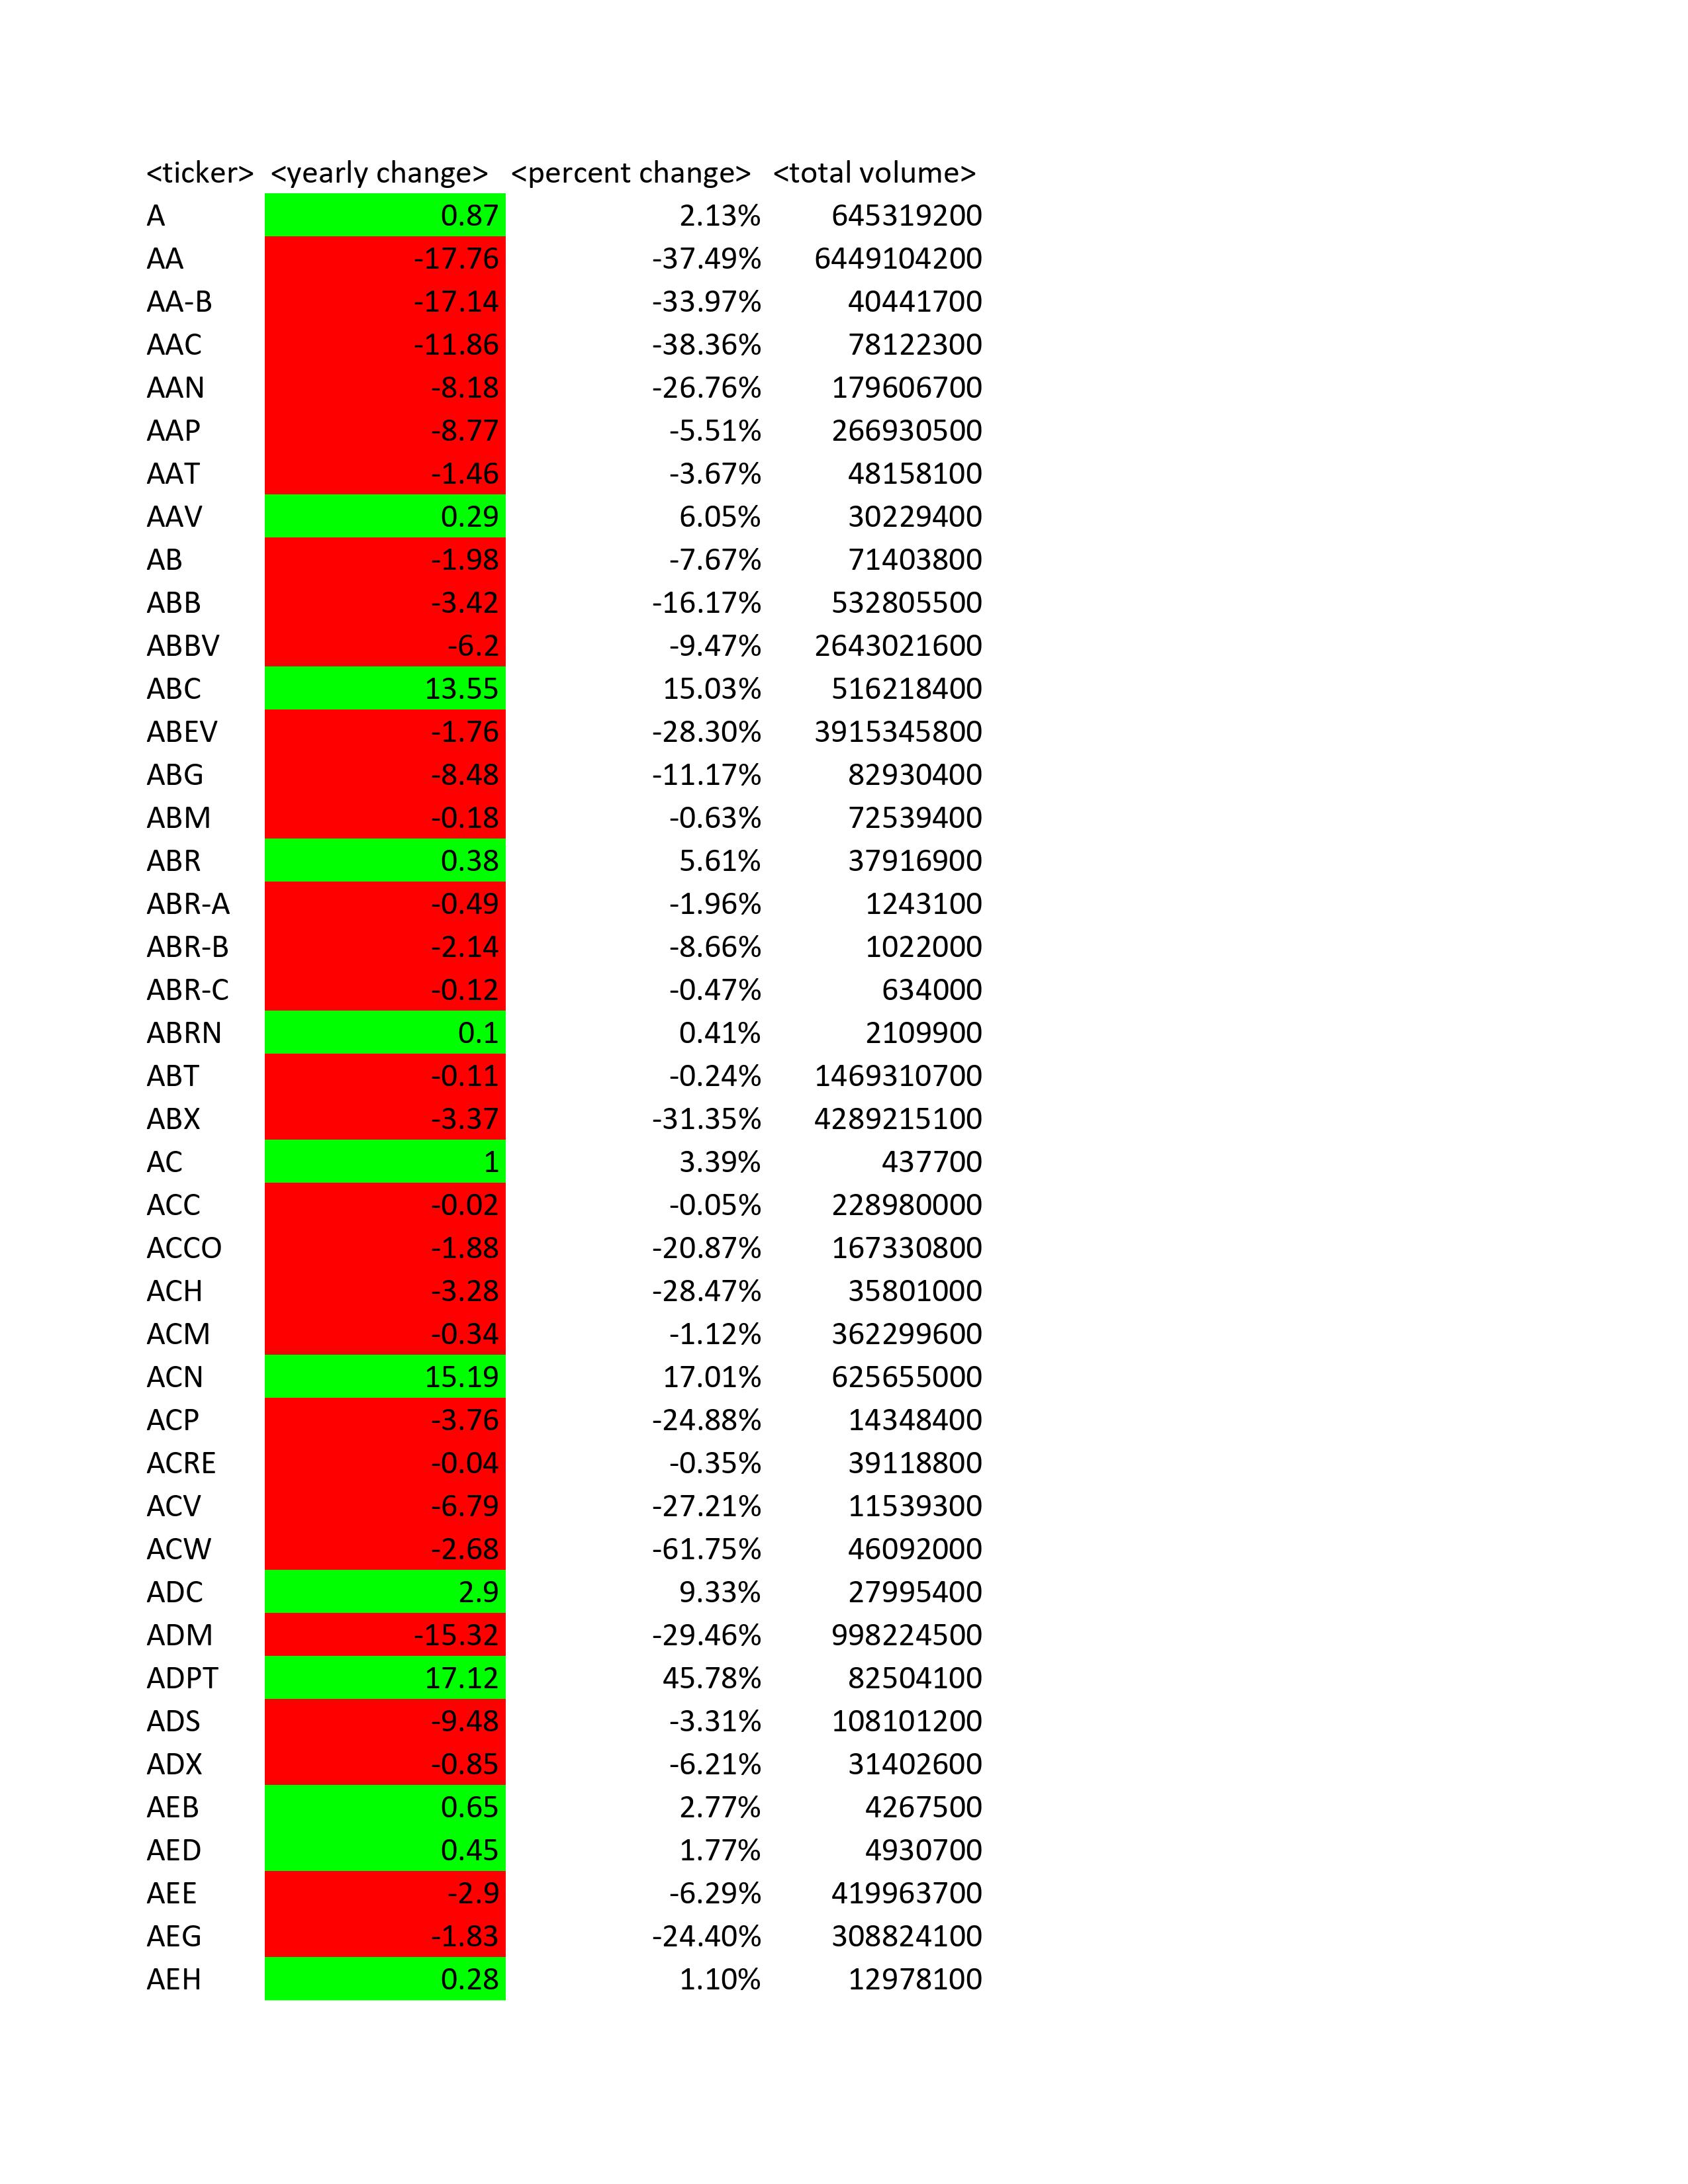 <ticker> <yearly change> <percent change> <total volume>
A 0.87 2.13% 645319200
AA -17.76 -37.49% 6449104200
AA-B -17.14 -33.97% 40441700
AAC -11.86 -38.36% 78122300
AAN -8.18 -26.76% 179606700
AAP -8.77 -5.51% 266930500
AAT -1.46 -3.67% 48158100
AAV 0.29 6.05% 30229400
AB -1.98 -7.67% 71403800
ABB -3.42 -16.17% 532805500
ABBV -6.2 -9.47% 2643021600
ABC 13.55 15.03% 516218400
ABEV -1.76 -28.30% 3915345800
ABG -8.48 -11.17% 82930400
ABM -0.18 -0.63% 72539400
ABR 0.38 5.61% 37916900
ABR-A -0.49 -1.96% 1243100
ABR-B -2.14 -8.66% 1022000
ABR-C -0.12 -0.47% 634000
ABRN 0.1 0.41% 2109900
ABT -0.11 -0.24% 1469310700
ABX -3.37 -31.35% 4289215100
AC 1 3.39% 437700
ACC -0.02 -0.05% 228980000
ACCO -1.88 -20.87% 167330800
ACH -3.28 -28.47% 35801000
ACM -0.34 -1.12% 362299600
ACN 15.19 17.01% 625655000
ACP -3.76 -24.88% 14348400
ACRE -0.04 -0.35% 39118800
ACV -6.79 -27.21% 11539300
ACW -2.68 -61.75% 46092000
ADC 2.9 9.33% 27995400
ADM -15.32 -29.46% 998224500
ADPT 17.12 45.78% 82504100
ADS -9.48 -3.31% 108101200
ADX -0.85 -6.21% 31402600
AEB 0.65 2.77% 4267500
AED 0.45 1.77% 4930700
AEE -2.9 -6.29% 419963700
AEG -1.83 -24.40% 308824100
AEH 0.28 1.10% 12978100